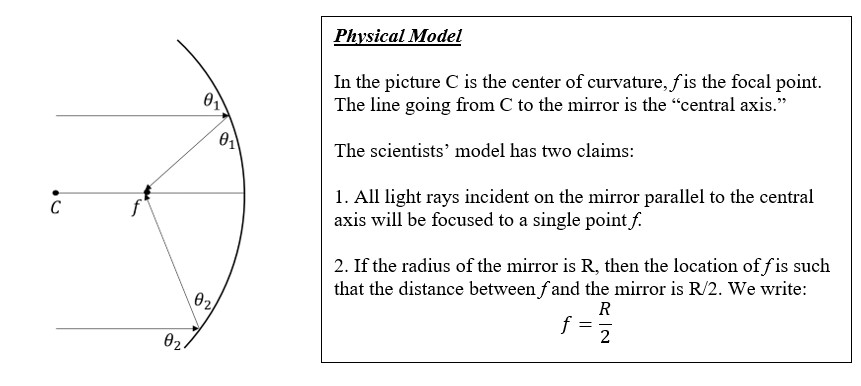 Physical Model
In the picture C is the center of curvature, f is the focal point.
The line going from C to the mirror is the “central axis.”
The scientists’ model has two claims:
1. All light rays incident on the mirror parallel to the central
axis will be focused to a single point f.
2. If the radius of the mirror is R, then the location of f is such
that the distance between f and the mirror is R/2. We write:
f = R/2
θ₁
θ₁
C
f
θ₂
θ₂